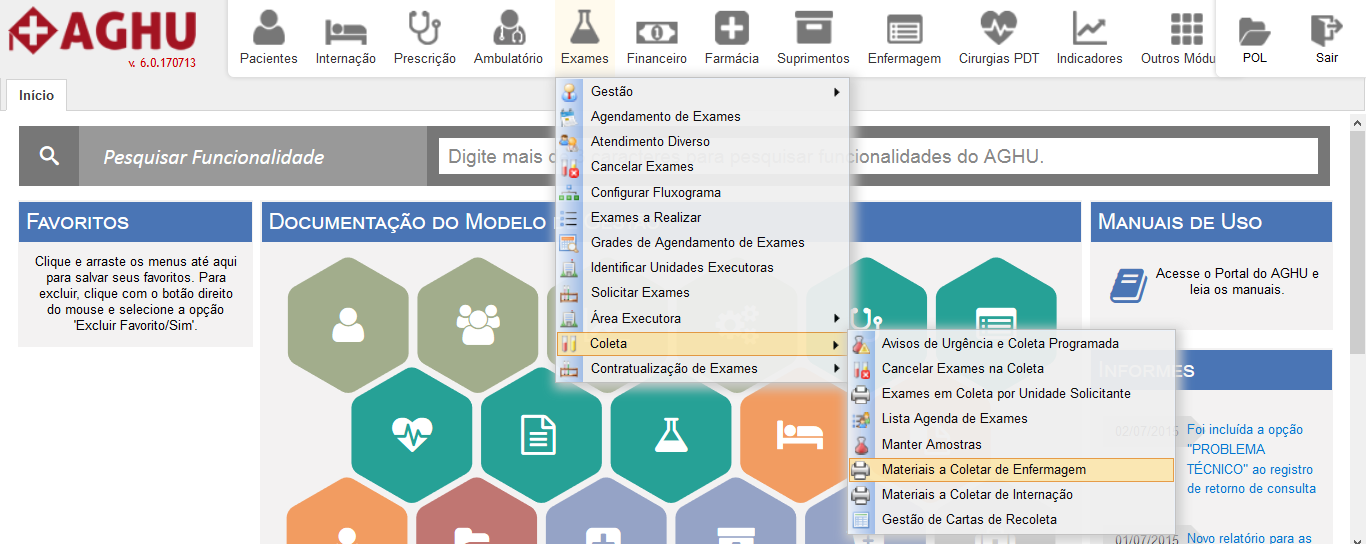 AGHU
v. 6.0.170713
Pacientes
Internação
Prescrição
Ambulatório
Exames
Financeiro
Farmácia
Suprimentos
Enfermagem
Cirurgias PDT
Indicadores
Outros Módu
POL
Sair
Início
Pesquisar Funcionalidade
Digite mais d para pesquisar funcionalidades do AGHU.
Gestão
Agendamento de Exames
Atendimento Diverso
Cancelar Exames
Configurar Fluxograma
Exames a Realizar
Grades de Agendamento de Exames
Identificar Unidades Executoras
Solicitar Exames
Área Executora
Coleta
Contratualização de Exames
Avisos de Urgência e Coleta Programada
Cancelar Exames na Coleta
Exames em Coleta por Unidade Solicitante
Lista Agenda de Exames
Manter Amostras
Materiais a Coletar de Enfermagem
Materiais a Coletar de Internação
Gestão de Cartas de Recoleta
Favoritos
Clique e arraste os menus até aqui
para salvar seus favoritos. Para
excluir, clique com o botão direito
do mouse e selecione a opção
'Excluir Favorito/Sim'.
Documentação do Modelo
Manuais de Uso
Acesse o Portal do AGHU e
leia os manuais.
Informes
02/07/2015
Foi incluída a opção
"PROBLEMA
TÉCNICO" ao registro
de retorno de consulta
01/07/2015
Novo relatório para as